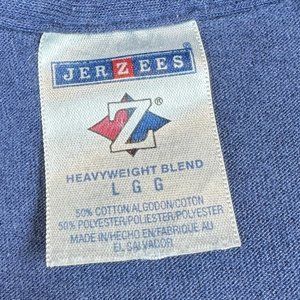 JERZEES
Z®
HEAVYWEIGHT BLEND
L G G
50% COTTON/ALGODON/COTON
50% POLYESTER/POLIESTER/POLYESTER
MADE IN/HECHO EN/FABRIQUE AU
EL SALVADOR